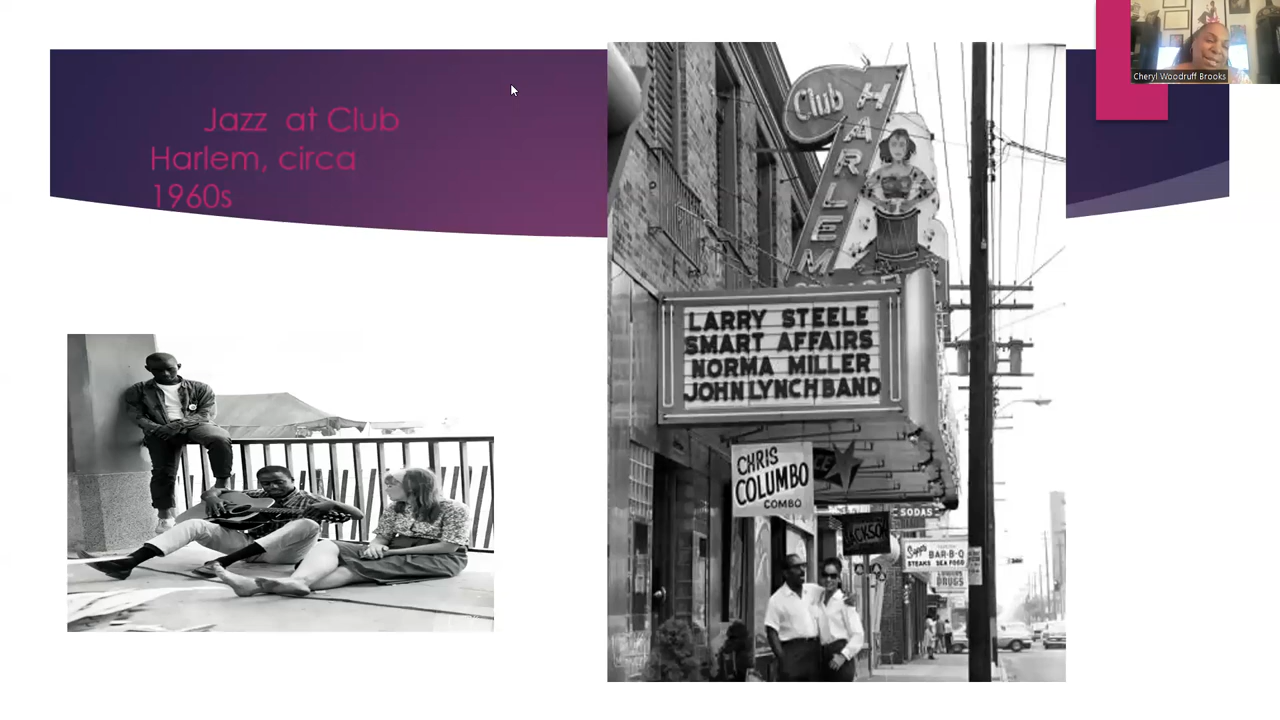 Jazz  at Club
Harlem, circa
1960s
Cheryl Woodruff Brooks
Club
HARLEM
LARRY STEELE
SMART AFFAIRS
NORMA MILLER
JOHN LYNCH BAND
CHRIS
COLUMBO
COMBO
JACKSON
SODAS
BAR-B-Q
STEAKS SEA FOOD
DRUGS